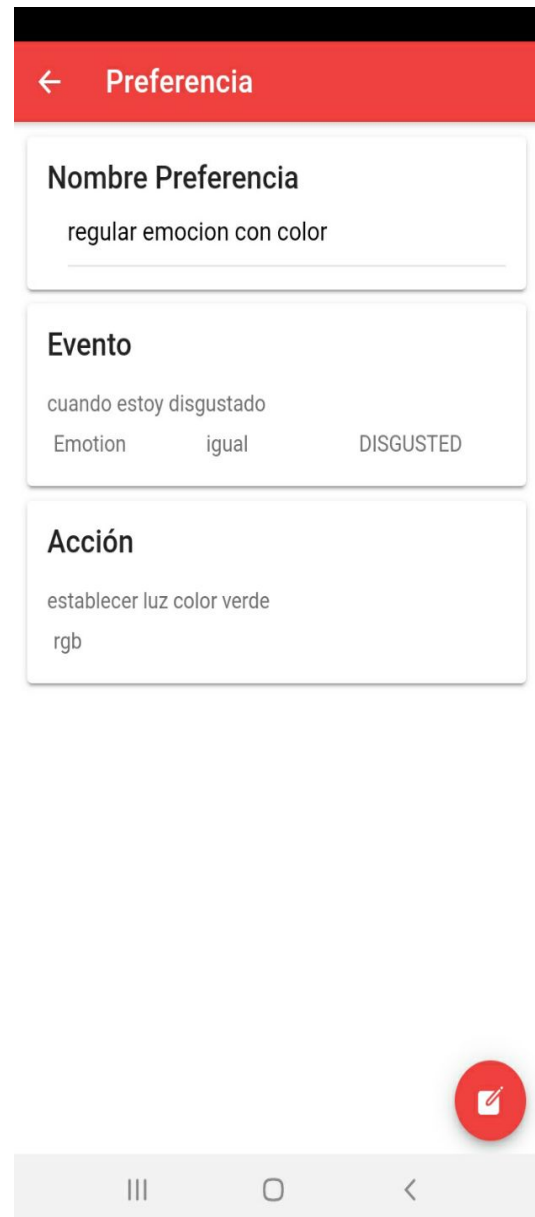 Preferencia
Nombre Preferencia
regular emocion con color
Evento
cuando estoy disgustado
Emotion igual DISGUSTED
Acción
establecer luz color verde
rgb